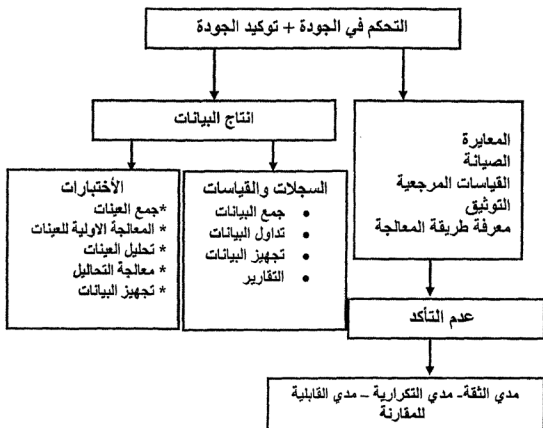 التحكم في الجودة + توكيد الجودة
انتاج البيانات
المعايرة
الصيانة
القياسات المرجعية
التوثيق
معرفة طريقة المعالجة
السجلات والقياسات
• جمع البيانات
• تداول البيانات
• تجهيز البيانات
• التقارير
الأختبارات
*جمع العينات
* المعالجة الاولية للعينات
* تحليل العينات
* معالجة التحاليل
* تجهيز البيانات
عدم التأكد
مدي الثقة- مدي التكرارية – مدي القابلية
للمقارنة